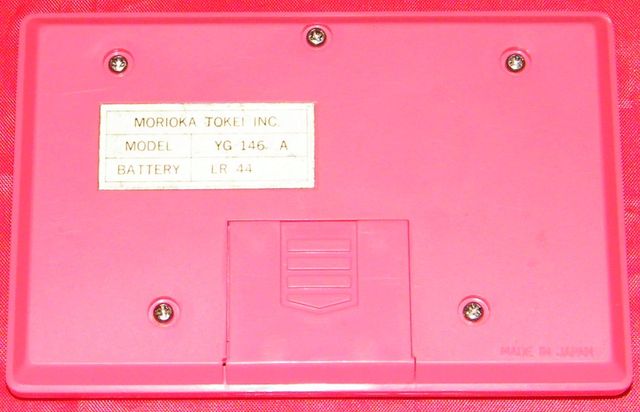 MORIOKA TOKEI INC.
MODEL YG 146 A
BATTERY LR 44
MADE IN JAPAN